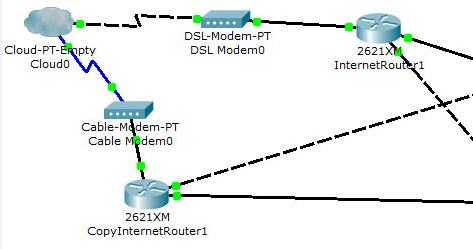 DSL-Modem-PT
DSL Modem0
2621XM
InternetRouter1
Cloud-PT-Empty
Cloud0
Cable-Modem-PT
Cable Modem0
2621XM
CopyInternetRouter1